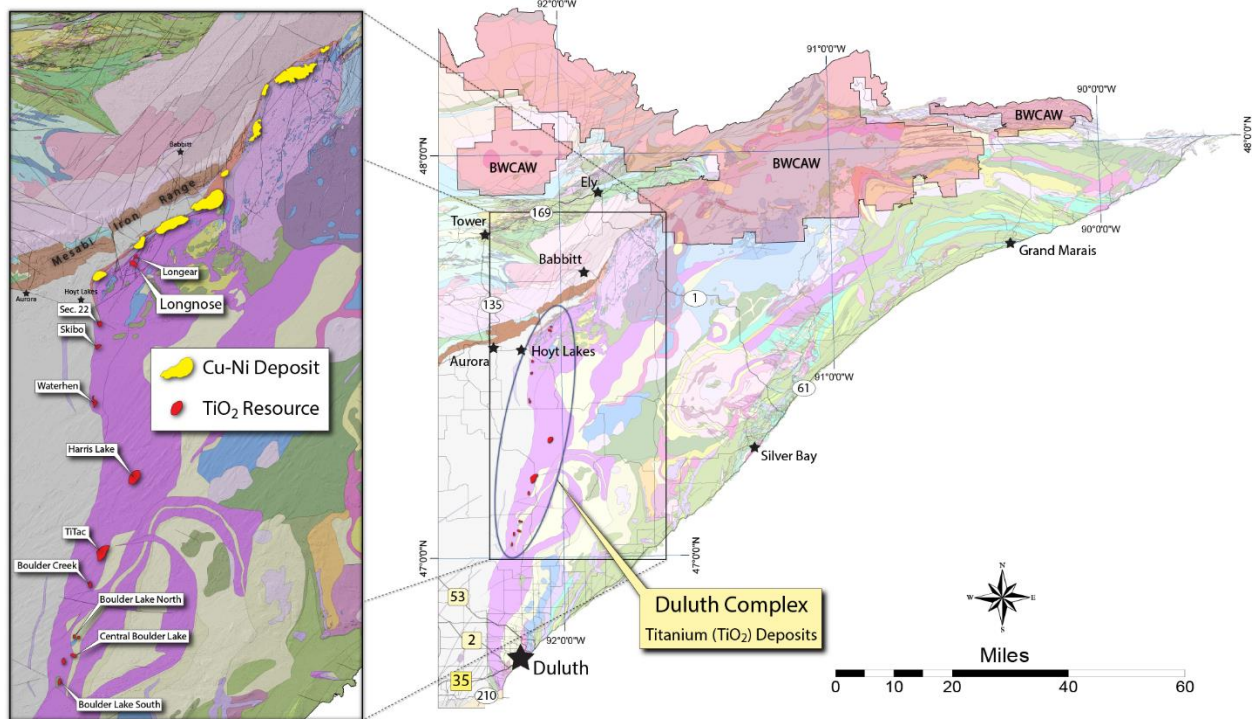 Babbitt
Mesabi Iron Range
Longear
Aurora
Hoyt Lakes
Longnose
Sec. 22
Skibo
Cu-Ni Deposit
TiO₂ Resource
Waterhen
Harris Lake
TiTac
Boulder Creek
Boulder Lake North
Central Boulder Lake
Boulder Lake South
92°0'0"W
91°0'0"W
90°0'0"W
BWCAW
48°0'0"N
BWCAW
BWCAW
48°0'0"N
Ely
169
Tower
90°0'0"W
Grand Marais
Babbitt
135
1
Aurora
Hoyt Lakes
91°0'0"W
61
Silver Bay
47°0'0"N
47°0'0"N
Duluth Complex
Titanium (TiO₂) Deposits
53
2
92°0'0"W
35
Duluth
210
N
W
E
S
Miles
0 5 10 20 40 60